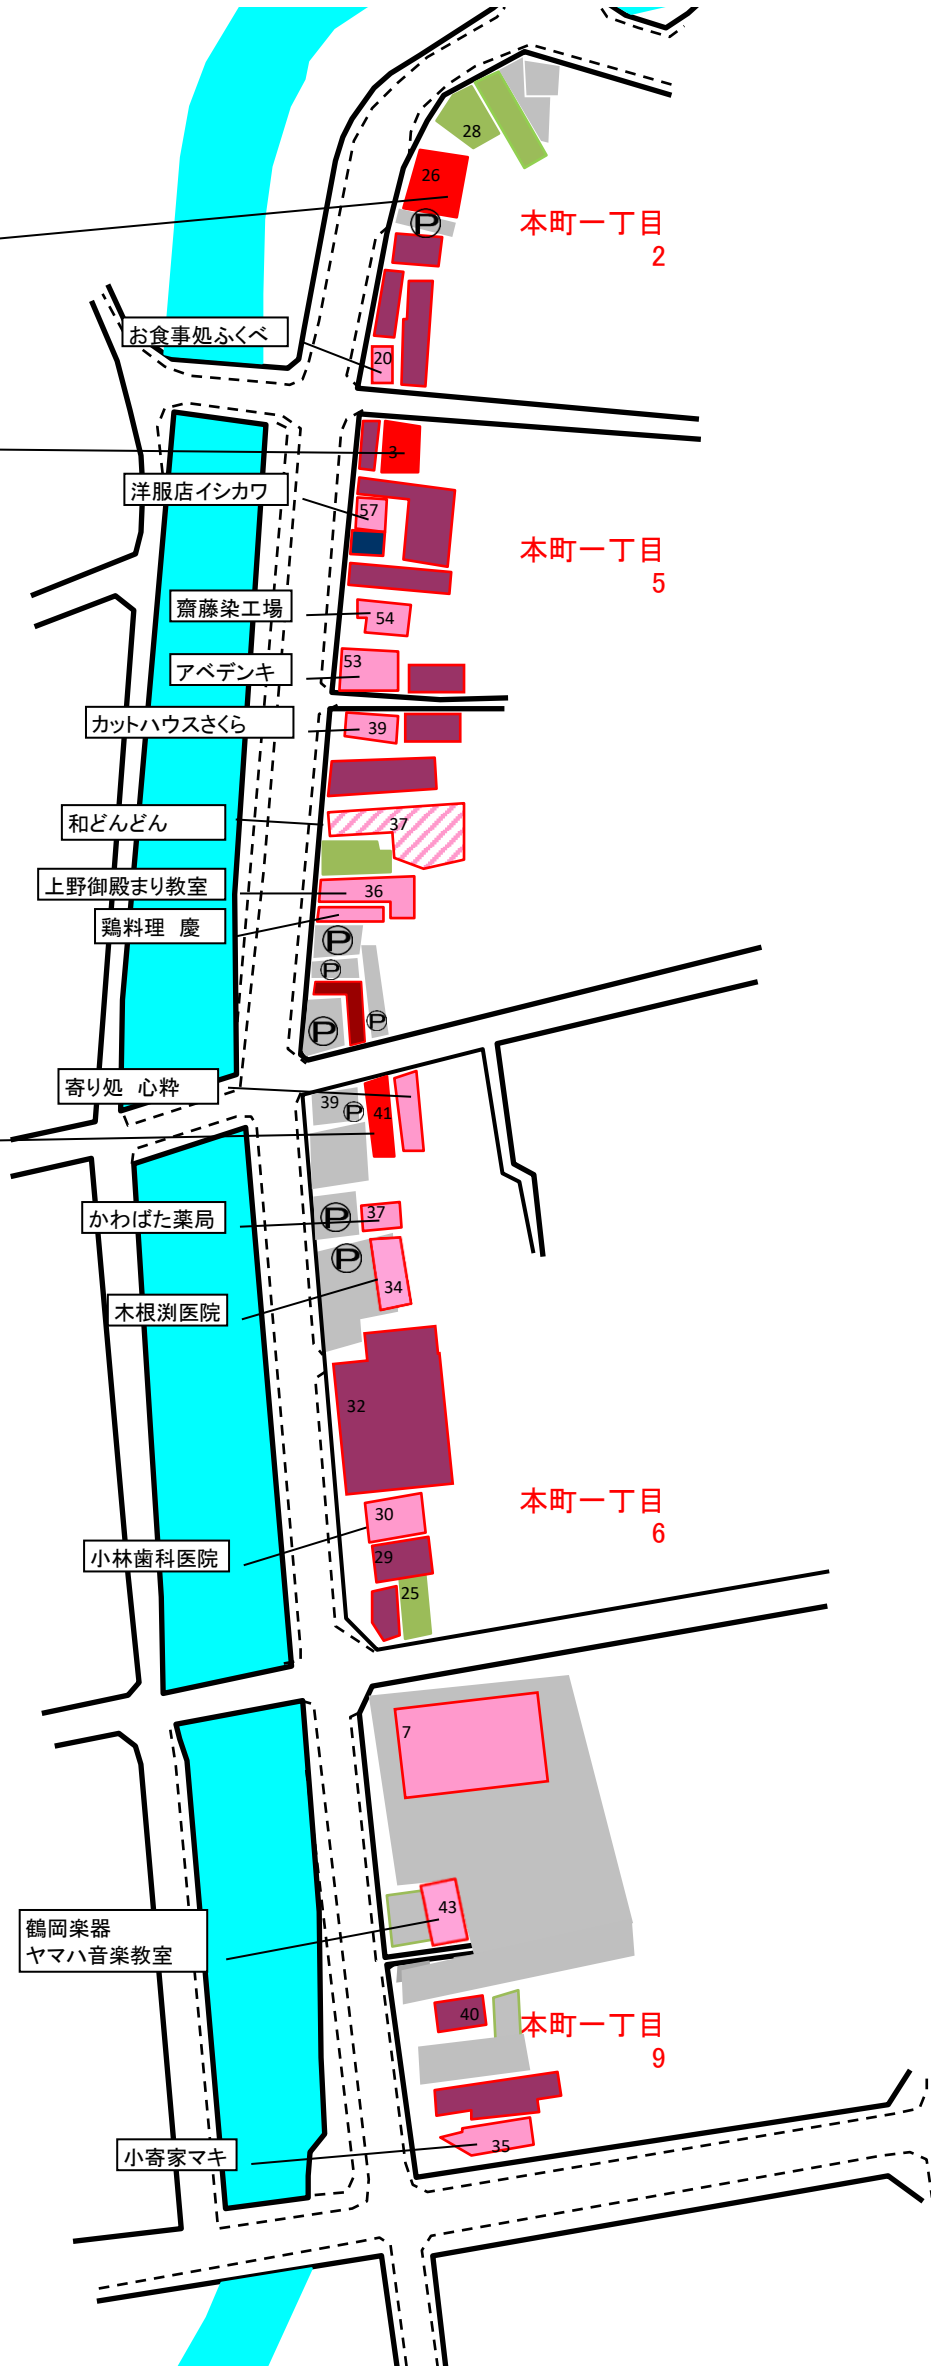 28
26
本町一丁目
2
P
お食事処ふくべ
20
3
洋服店イシカワ
57
本町一丁目
5
齋藤染工場
54
アベデンキ
53
カットハウスさくら
39
和どんどん
37
上野御殿まり教室
36
鶏料理 慶
P
P
P
P
寄り処 心粋
39
P
41
かわばた薬局
P
37
P
木根渕医院
34
32
本町一丁目
6
30
小林歯科医院
29
25
7
43
鶴岡楽器
ヤマハ音楽教室
40
本町一丁目
9
小寄家マキ
35